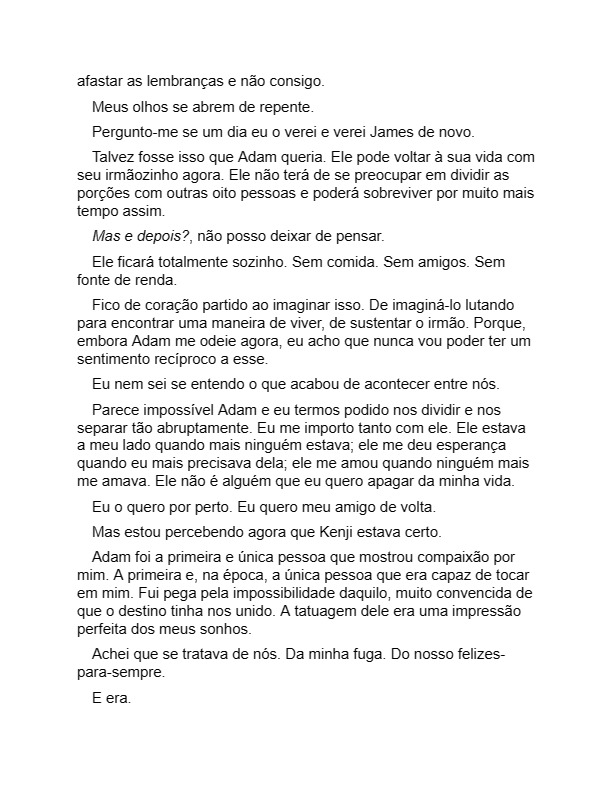 afastar as lembranças e não consigo.
Meus olhos se abrem de repente.
Pergunto-me se um dia eu o verei e verei James de novo.
Talvez fosse isso que Adam queria. Ele pode voltar à sua vida com
seu irmãozinho agora. Ele não terá de se preocupar em dividir as
porções com outras oito pessoas e poderá sobreviver por muito mais
tempo assim.
Mas e depois?, não posso deixar de pensar.
Ele ficará totalmente sozinho. Sem comida. Sem amigos. Sem
fonte de renda.
Fico de coração partido ao imaginar isso. De imaginá-lo lutando
para encontrar uma maneira de viver, de sustentar o irmão. Porque,
embora Adam me odeie agora, eu acho que nunca vou poder ter um
sentimento recíproco a esse.
Eu nem sei se entendo o que acabou de acontecer entre nós.
Parece impossível Adam e eu termos podido nos dividir e nos
separar tão abruptamente. Eu me importo tanto com ele. Ele estava
a meu lado quando mais ninguém estava; ele me deu esperança
quando eu mais precisava dela; ele me amou quando ninguém mais
me amava. Ele não é alguém que eu quero apagar da minha vida.
Eu o quero por perto. Eu quero meu amigo de volta.
Mas estou percebendo agora que Kenji estava certo.
Adam foi a primeira e única pessoa que mostrou compaixão por
mim. A primeira e, na época, a única pessoa que era capaz de tocar
em mim. Fui pega pela impossibilidade daquilo, muito convencida de
que o destino tinha nos unido. A tatuagem dele era uma impressão
perfeita dos meus sonhos.
Achei que se tratava de nós. Da minha fuga. Do nosso felizes-
para-sempre.
E era.